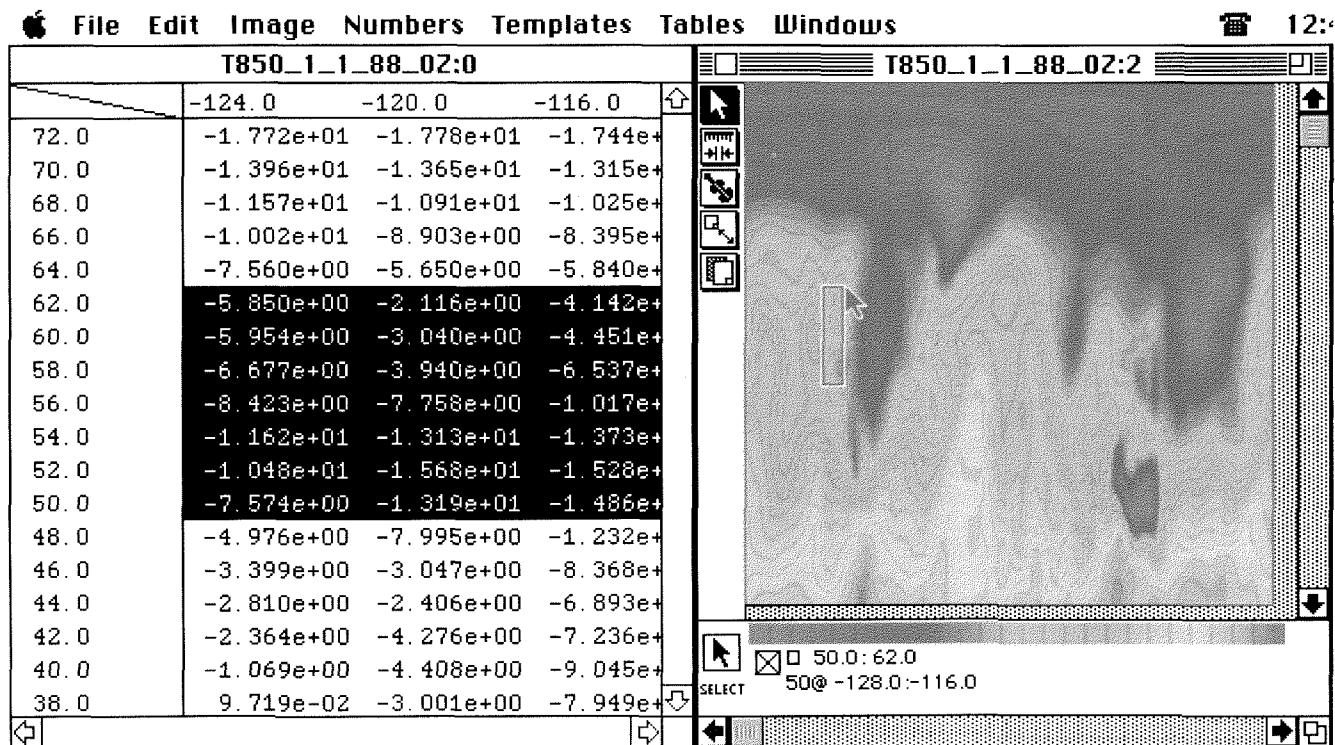 File Edit Image Numbers Templates Tables Windows 12:
T850_1_1_88_0Z:0
-124.0 -120.0 -116.0
72.0 -1.772e+01 -1.778e+01 -1.744e+
70.0 -1.396e+01 -1.365e+01 -1.315e+
68.0 -1.157e+01 -1.091e+01 -1.025e+
66.0 -1.002e+01 -8.903e+00 -8.395e+
64.0 -7.560e+00 -5.650e+00 -5.840e+
62.0 -5.850e+00 -2.116e+00 -4.142e+
60.0 -5.954e+00 -3.040e+00 -4.451e+
58.0 -6.677e+00 -3.940e+00 -6.537e+
56.0 -8.423e+00 -7.758e+00 -1.017e+
54.0 -1.162e+01 -1.313e+01 -1.373e+
52.0 -1.048e+01 -1.568e+01 -1.528e+
50.0 -7.574e+00 -1.319e+01 -1.486e+
48.0 -4.976e+00 -7.995e+00 -1.232e+
46.0 -3.399e+00 -3.047e+00 -8.368e+
44.0 -2.810e+00 -2.406e+00 -6.893e+
42.0 -2.364e+00 -4.276e+00 -7.236e+
40.0 -1.069e+00 -4.408e+00 -9.045e+
38.0 9.719e-02 -3.001e+00 -7.949e+
T850_1_1_88_0Z:2
SELECT
50.0:62.0
50@ -128.0:-116.0